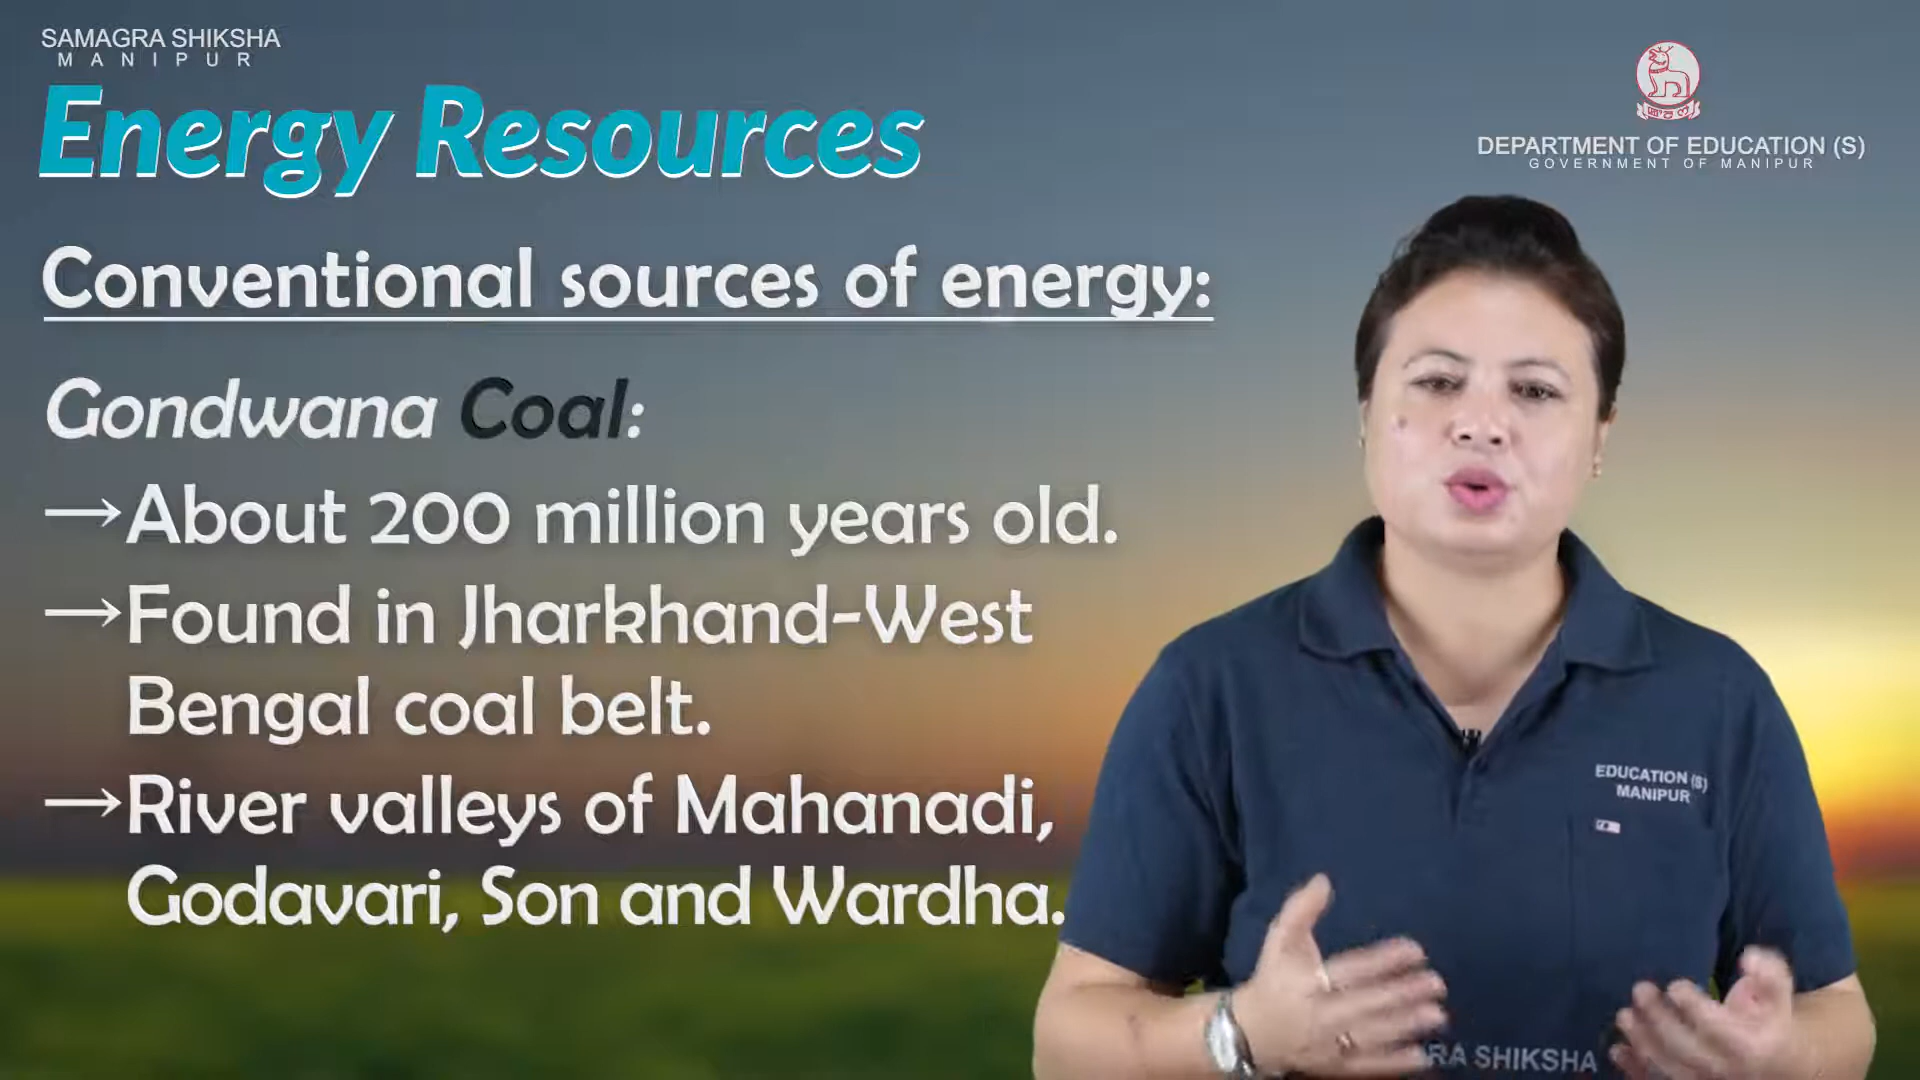 SAMAGRA SHIKSHA
MANIPUR
Energy Resources
DEPARTMENT OF EDUCATION (S)
GOVERNMENT OF MANIPUR
Conventional sources of energy:
Gondwana Coal:
→About 200 million years old.
→Found in Jharkhand-West
Bengal coal belt.
→River valleys of Mahanadi,
Godavari, Son and Wardha.
EDUCATION (S)
MANIPUR
RA SHIKSHA